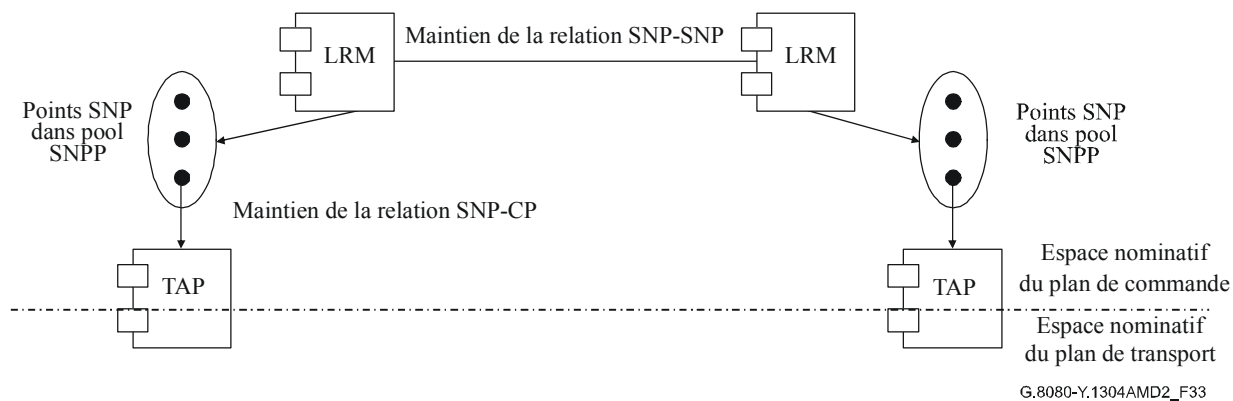 Maintien de la relation SNP-SNP
LRM
LRM
Points SNP
dans pool
SNPP
Points SNP
dans pool
SNPP
Maintien de la relation SNP-CP
TAP
TAP
Espace nominatif
du plan de commande
Espace nominatif
du plan de transport
G.8080-Y.1304AMD2_F33